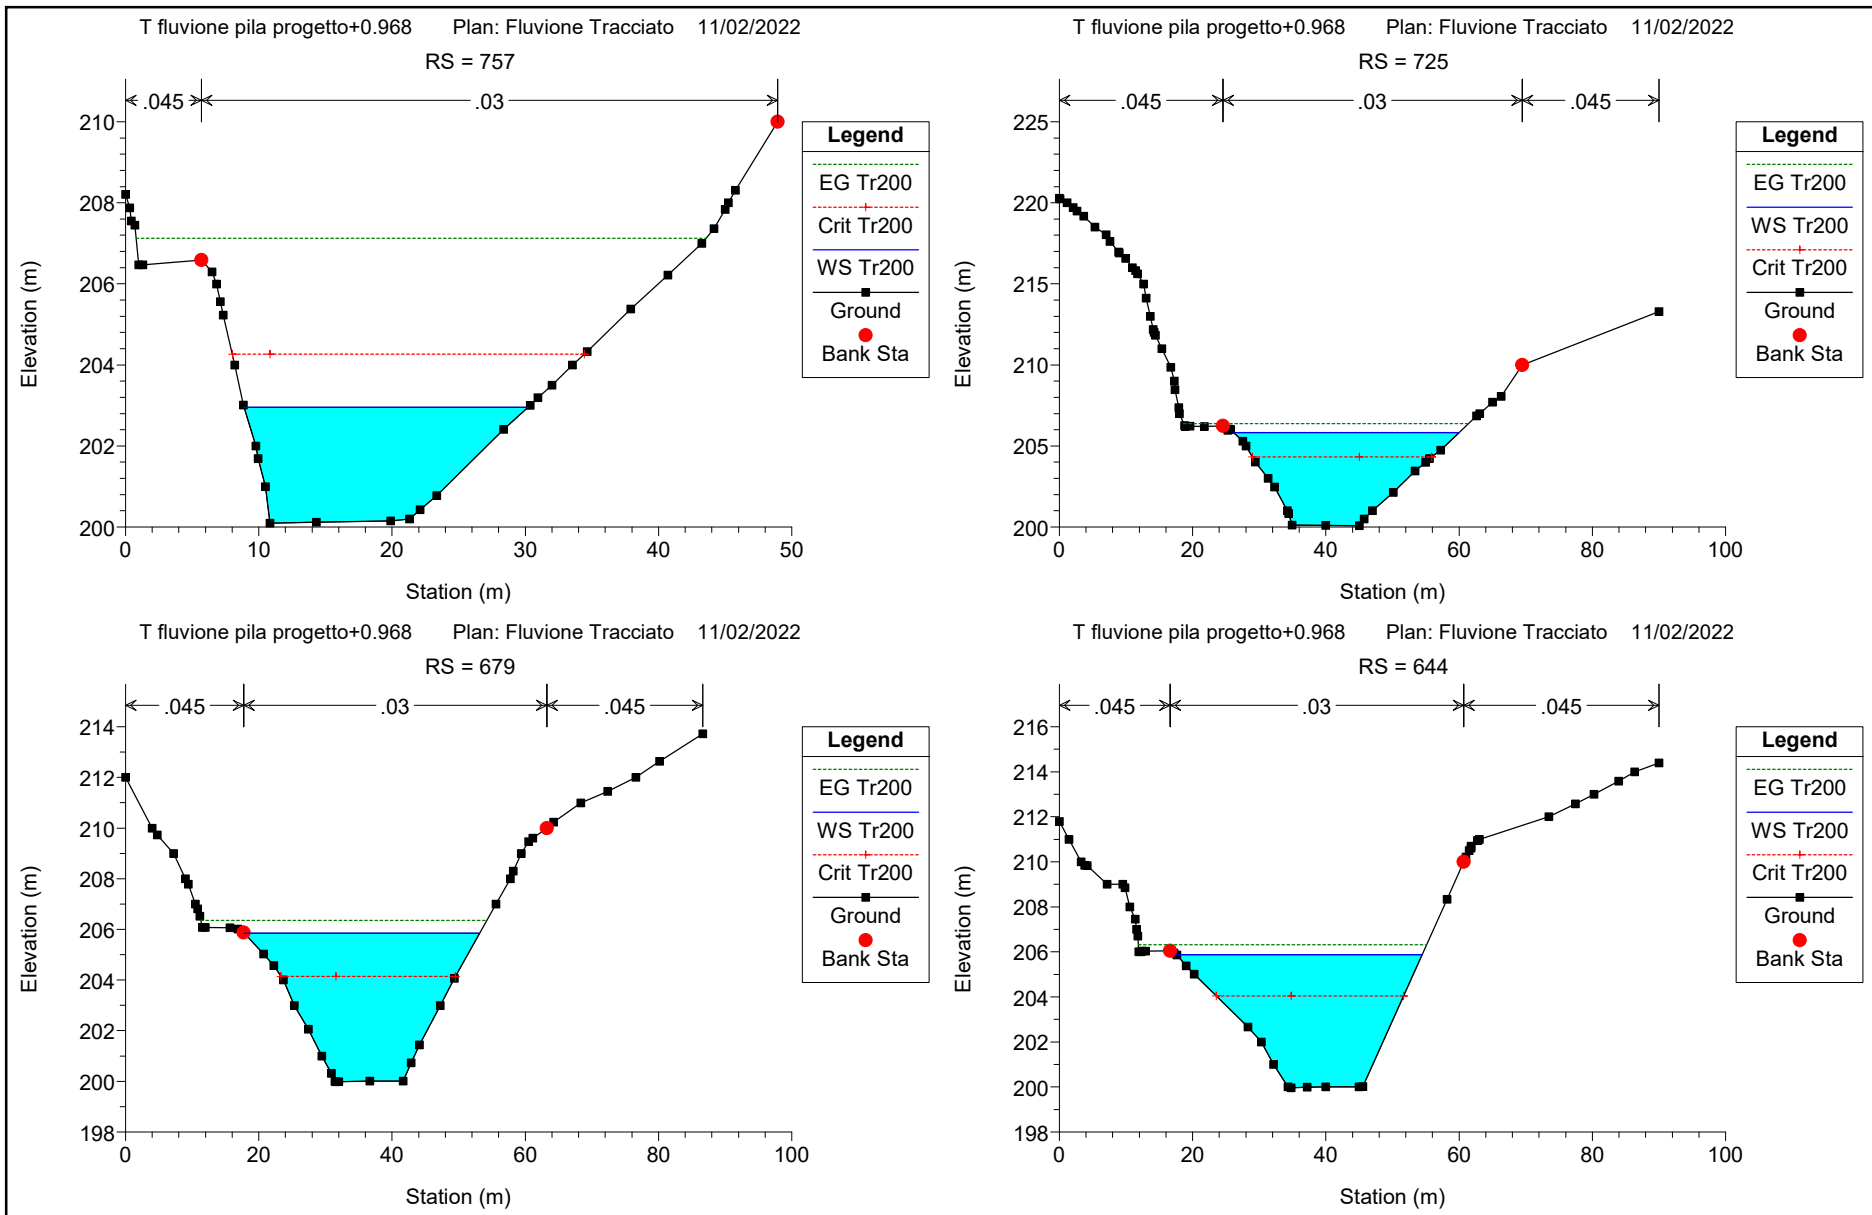 T fluvione pila progetto+0.968 Plan: Fluvione Tracciato 11/02/2022
RS = 757
.045 .03
210
208
206
204
202
200
0 10 20 30 40 50
Elevation (m)
Station (m)
Legend
EG Tr200
Crit Tr200
WS Tr200
Ground
Bank Sta
T fluvione pila progetto+0.968 Plan: Fluvione Tracciato 11/02/2022
RS = 725
.045 .03 .045
225
220
215
210
205
200
0 20 40 60 80 100
Elevation (m)
Station (m)
Legend
EG Tr200
WS Tr200
Crit Tr200
Ground
Bank Sta
T fluvione pila progetto+0.968 Plan: Fluvione Tracciato 11/02/2022
RS = 679
.045 .03 .045
214
212
210
208
206
204
202
200
198
0 20 40 60 80 100
Elevation (m)
Station (m)
Legend
EG Tr200
WS Tr200
Crit Tr200
Ground
Bank Sta
T fluvione pila progetto+0.968 Plan: Fluvione Tracciato 11/02/2022
RS = 644
.045 .03 .045
216
214
212
210
208
206
204
202
200
198
0 20 40 60 80 100
Elevation (m)
Station (m)
Legend
EG Tr200
WS Tr200
Crit Tr200
Ground
Bank Sta